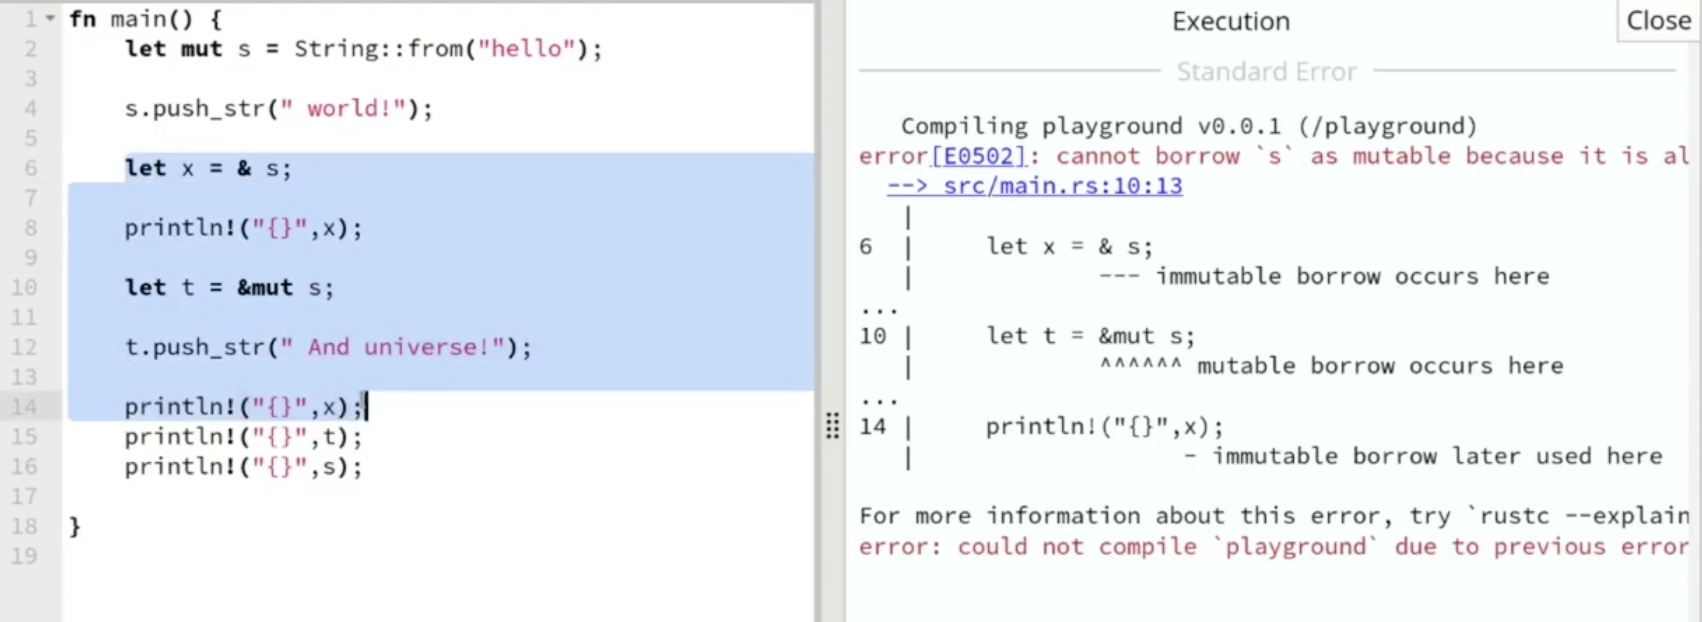 1 fn main() {
2 let mut s = String::from("hello");
3
4 s.push_str(" world!");
5
6 let x = & s;
7
8 println!("{}",x);
9
10 let t = &mut s;
11
12 t.push_str(" And universe!");
13
14 println!("{}",x);
15 println!("{}",t);
16 println!("{}",s);
17
18 }
19
Execution
Close
Standard Error
Compiling playground v0.0.1 (/playground)
error[E0502]: cannot borrow `s` as mutable because it is al
--> src/main.rs:10:13
|
6 | let x = & s;
| --- immutable borrow occurs here
...
10 | let t = &mut s;
| ^^^^^^ mutable borrow occurs here
...
14 | println!("{}",x);
| - immutable borrow later used here
For more information about this error, try `rustc --explain
error: could not compile `playground` due to previous error